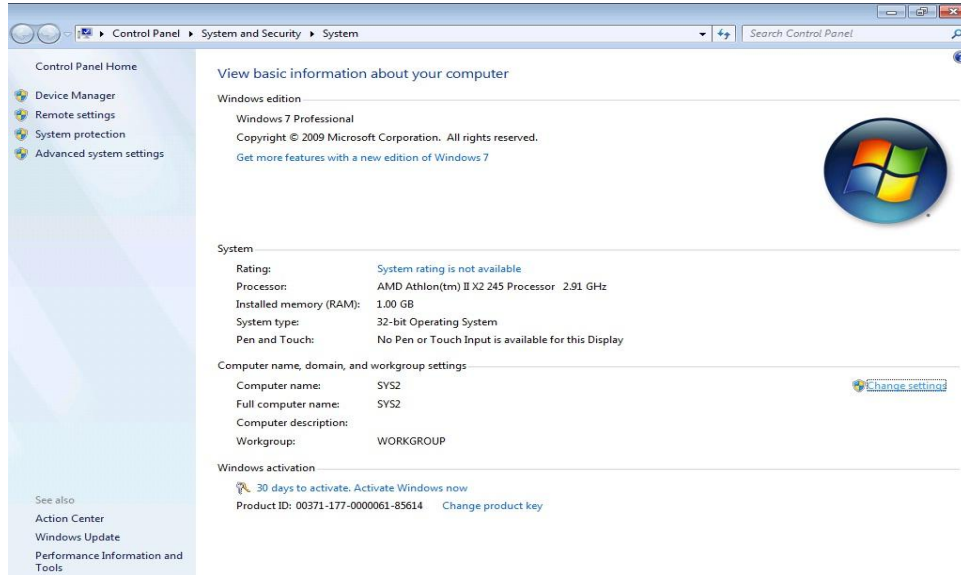 Control Panel ▸ System and Security ▸ System
Search Control Panel
Control Panel Home
Device Manager
Remote settings
System protection
Advanced system settings
View basic information about your computer
Windows edition
Windows 7 Professional
Copyright © 2009 Microsoft Corporation. All rights reserved.
Get more features with a new edition of Windows 7
System
Rating: System rating is not available
Processor: AMD Athlon(tm) II X2 245 Processor 2.91 GHz
Installed memory (RAM): 1.00 GB
System type: 32-bit Operating System
Pen and Touch: No Pen or Touch Input is available for this Display
Computer name, domain, and workgroup settings
Computer name: SYS2
Change settings
Full computer name: SYS2
Computer description:
Workgroup: WORKGROUP
Windows activation
30 days to activate. Activate Windows now
Product ID: 00371-177-0000061-85614 Change product key
See also
Action Center
Windows Update
Performance Information and
Tools